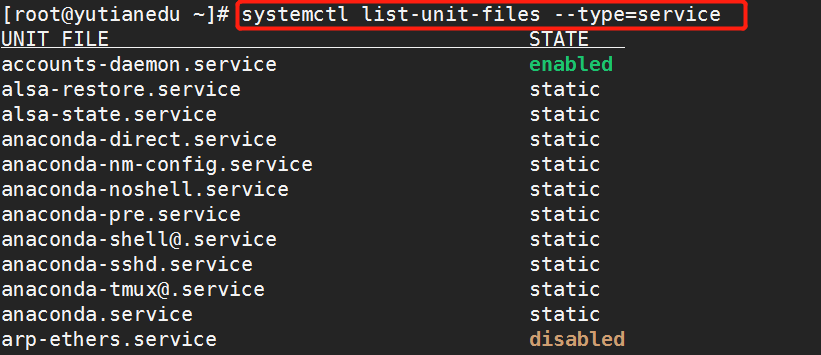 [root@yutianedu ~]# systemctl list-unit-files --type=service
UNIT FILE STATE
accounts-daemon.service enabled
alsa-restore.service static
alsa-state.service static
anaconda-direct.service static
anaconda-nm-config.service static
anaconda-noshell.service static
anaconda-pre.service static
anaconda-shell@.service static
anaconda-sshd.service static
anaconda-tmux@.service static
anaconda.service static
arp-ethers.service disabled